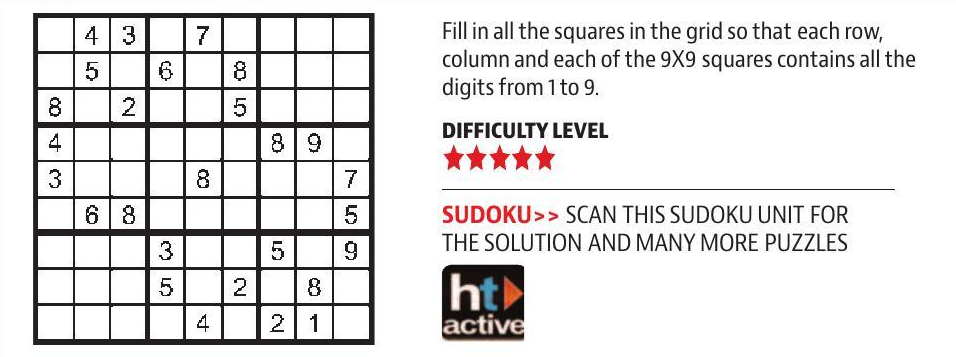 4 3 7
5 6 8
8 2 5
4 8 9
3 8 7
6 8 5
3 5 9
5 2 8
4 2 1
Fill in all the squares in the grid so that each row,
column and each of the 9X9 squares contains all the
digits from 1 to 9.
DIFFICULTY LEVEL
SUDOKU>> SCAN THIS SUDOKU UNIT FOR
THE SOLUTION AND MANY MORE PUZZLES
ht
active